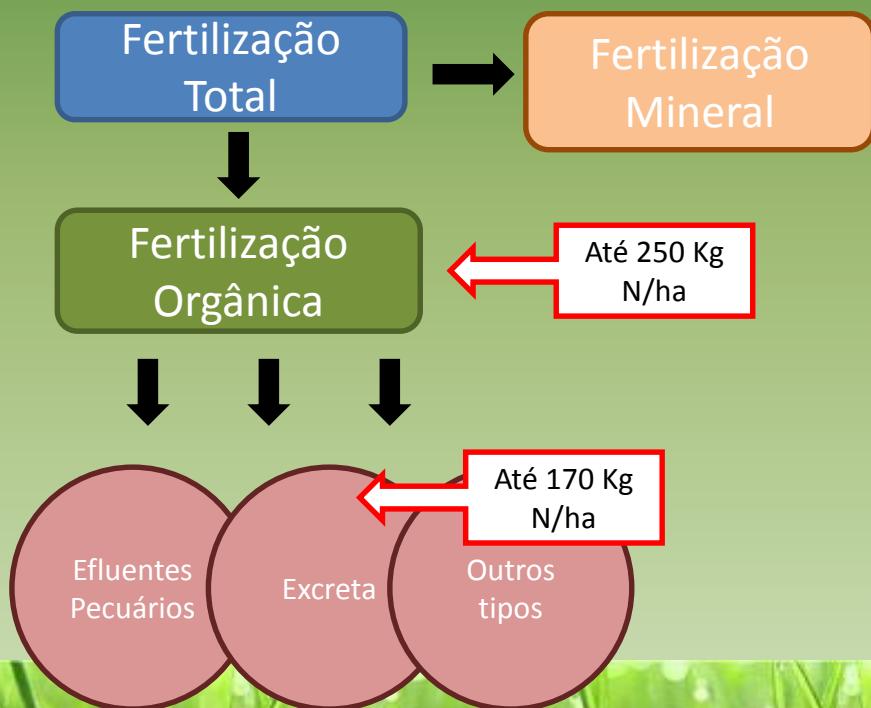 Fertilização
Total
Fertilização
Mineral
Fertilização
Orgânica
Até 250 Kg
N/ha
Até 170 Kg
N/ha
Efluentes
Pecuários
Excreta
Outros
tipos